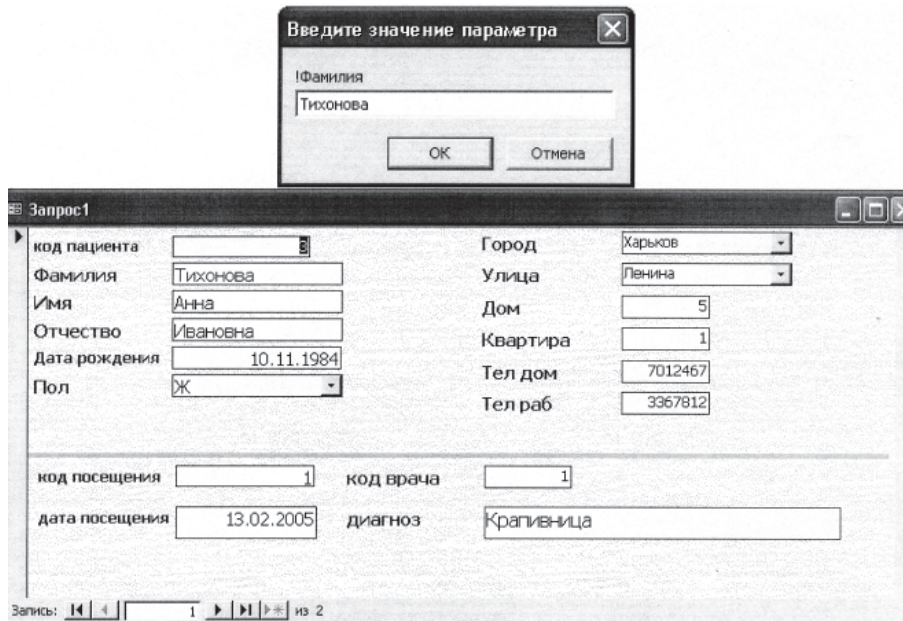 Введите значение параметра
!Фамилия
Тихонова
ОК Отмена
Запрос1
код пациента 3 Город Харьков
Фамилия Тихонова Улица Ленина
Имя Анна Дом 5
Отчество Ивановна Квартира 1
Дата рождения 10.11.1984 Тел дом 7012467
Пол Ж Тел раб 3367812
код посещения 1 код врача 1
дата посещения 13.02.2005 диагноз Крапивница
Запись: 1 из 2